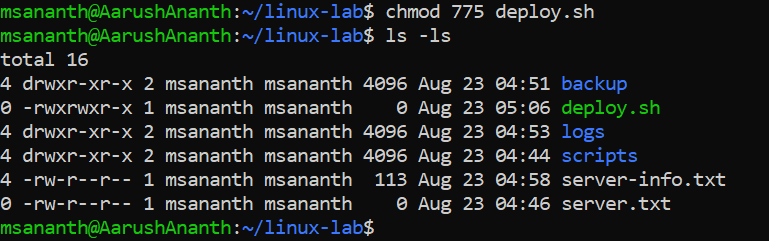 msananth@AarushAnanth:~/linux-lab$ chmod 775 deploy.sh
msananth@AarushAnanth:~/linux-lab$ ls -ls
total 16
4 drwxr-xr-x 2 msananth msananth 4096 Aug 23 04:51 backup
0 -rwxrwxr-x 1 msananth msananth    0 Aug 23 05:06 deploy.sh
4 drwxr-xr-x 2 msananth msananth 4096 Aug 23 04:53 logs
4 drwxr-xr-x 2 msananth msananth 4096 Aug 23 04:44 scripts
4 -rw-r--r-- 1 msananth msananth  113 Aug 23 04:58 server-info.txt
0 -rw-r--r-- 1 msananth msananth    0 Aug 23 04:46 server.txt
msananth@AarushAnanth:~/linux-lab$